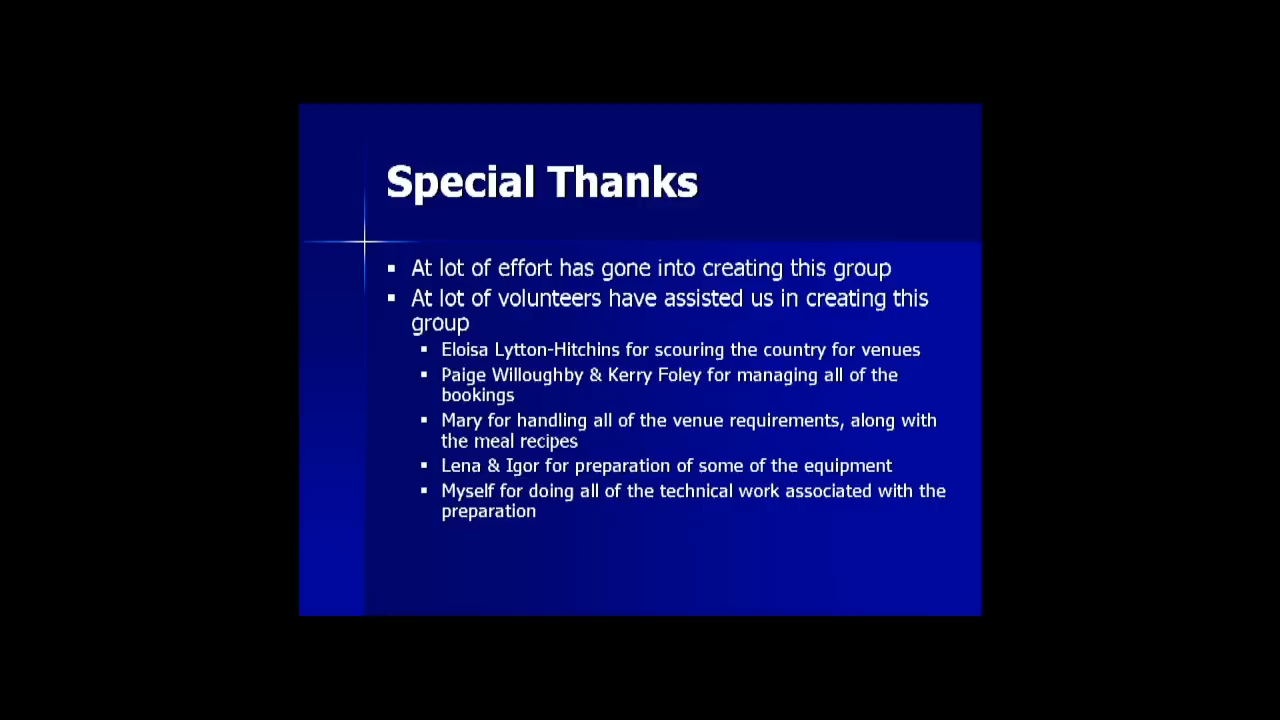 Special Thanks
▪ At lot of effort has gone into creating this group
▪ At lot of volunteers have assisted us in creating this
group
▪ Eloisa Lytton-Hitchins for scouring the country for venues
▪ Paige Willoughby & Kerry Foley for managing all of the
bookings
▪ Mary for handling all of the venue requirements, along with
the meal recipes
▪ Lena & Igor for preparation of some of the equipment
▪ Myself for doing all of the technical work associated with the
preparation